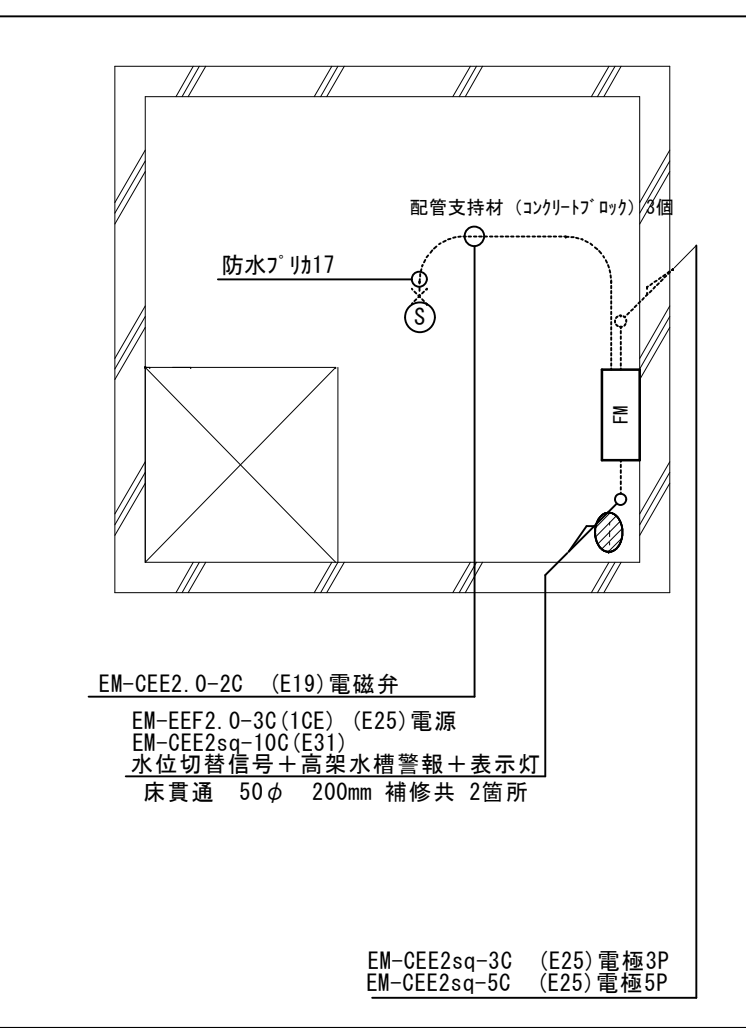 配管支持材 (ｺﾝｸﾘｰﾄﾌﾞﾛｯｸ) 3個
防水ﾌﾟﾘｶ17
S
FM
EM-CEE2.0-2C (E19)電磁弁
EM-EEF2.0-3C(1CE) (E25)電源
EM-CEE2sq-10C(E31)
水位切替信号＋高架水槽警報＋表示灯
床貫通 50φ 200mm 補修共 2箇所
EM-CEE2sq-3C (E25)電極3P
EM-CEE2sq-5C (E25)電極5P